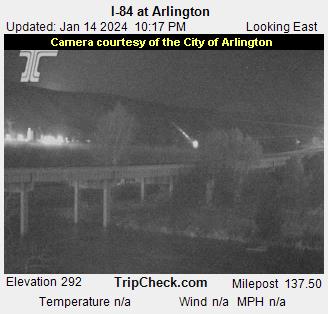 I-84 at Arlington
Updated: Jan 14 2024 10:17 PM Looking East
Camera courtesy of the City of Arlington
Elevation 292 TripCheck.com Milepost 137.50
Temperature n/a Wind n/a MPH n/a